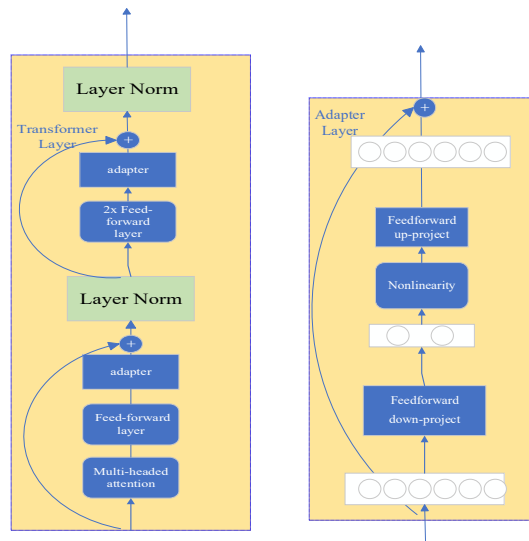 Layer Norm
Transformer
Layer
+
adapter
2x Feed-
forward
layer
Layer Norm
+
adapter
Feed-forward
layer
Multi-headed
attention
Adapter
Layer
+
Feedforward
up-project
Nonlinearity
Feedforward
down-project